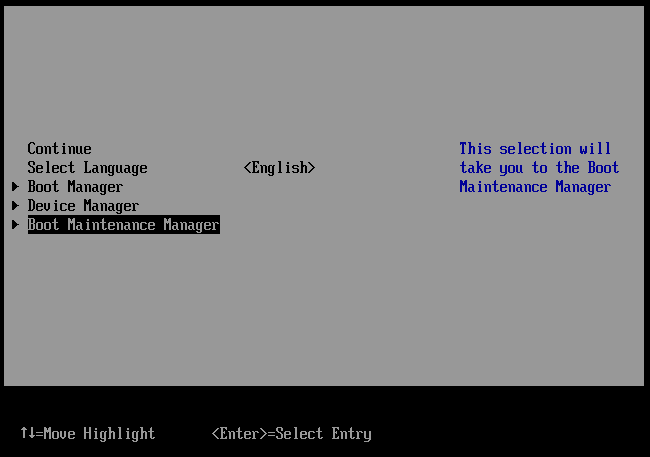 Continue This selection will
Select Language <English> take you to the Boot
Boot Manager Maintenance Manager
Device Manager
Boot Maintenance Manager
↑↓=Move Highlight <Enter>=Select Entry